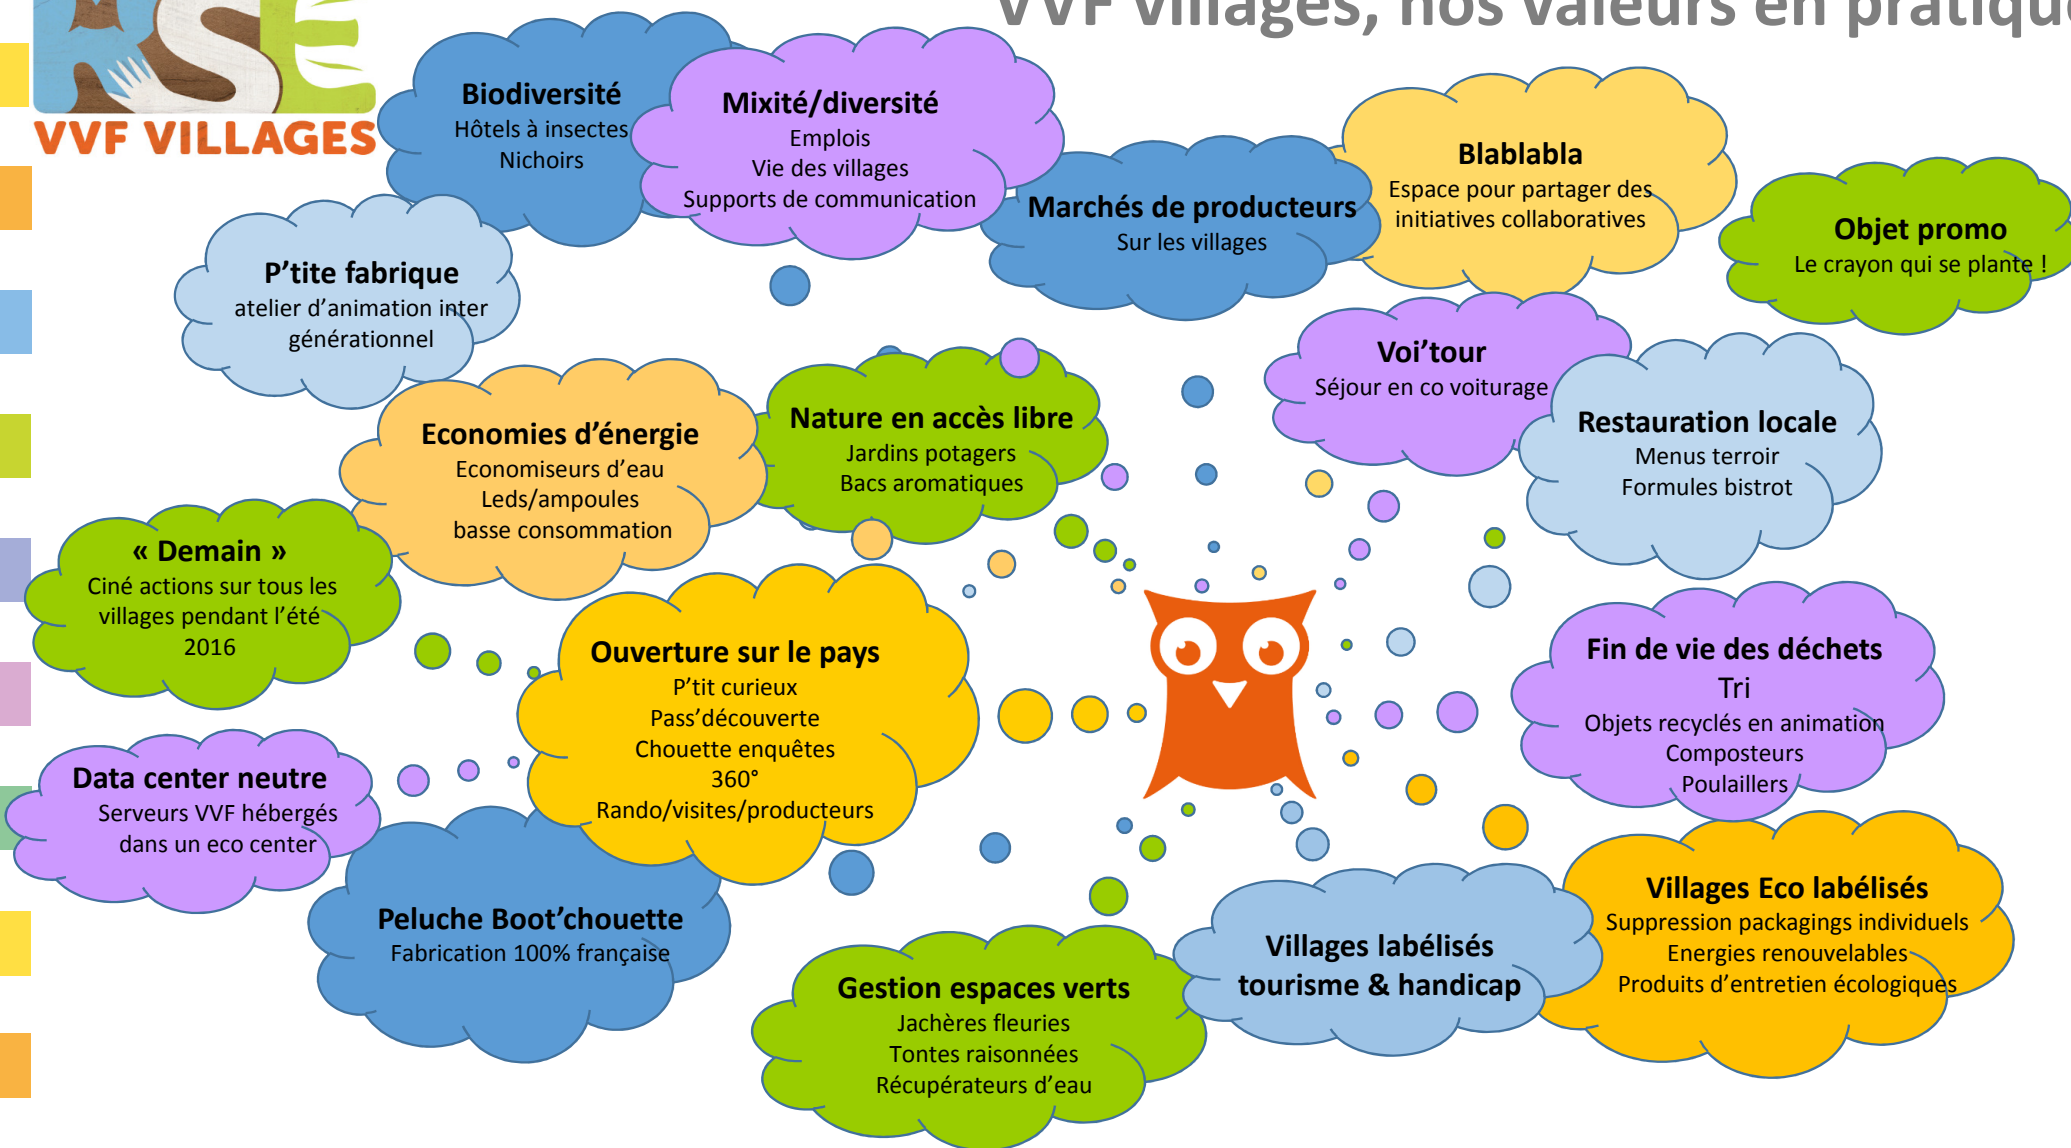 VVF Villages, nos valeurs en pratique
RSE
VVF VILLAGES
Biodiversité
Hôtels à insectes
Nichoirs
Mixité/diversité
Emplois
Vie des villages
Supports de communication
Marchés de producteurs
Sur les villages
Blablabla
Espace pour partager des
initiatives collaboratives
Objet promo
Le crayon qui se plante !
P'tite fabrique
atelier d’animation inter
générationnel
Voi’tour
Séjour en co voiturage
Restauration locale
Menus terroir
Formules bistrot
Economies d’énergie
Economiseurs d’eau
Leds/ampoules
basse consommation
Nature en accès libre
Jardins potagers
Bacs aromatiques
« Demain »
Ciné actions sur tous les
villages pendant l’été
2016
Ouverture sur le pays
P’tit curieux
Pass’découverte
Chouette enquêtes
360°
Rando/visites/producteurs
Fin de vie des déchets
Tri
Objets recyclés en animation
Composteurs
Poulaillers
Data center neutre
Serveurs VVF hébergés
dans un eco center
Peluche Boot’chouette
Fabrication 100% française
Gestion espaces verts
Jachères fleuries
Tontes raisonnées
Récupérateurs d’eau
Villages labélisés
tourisme & handicap
Villages Eco labélisés
Suppression packagings individuels
Energies renouvelables
Produits d’entretien écologiques